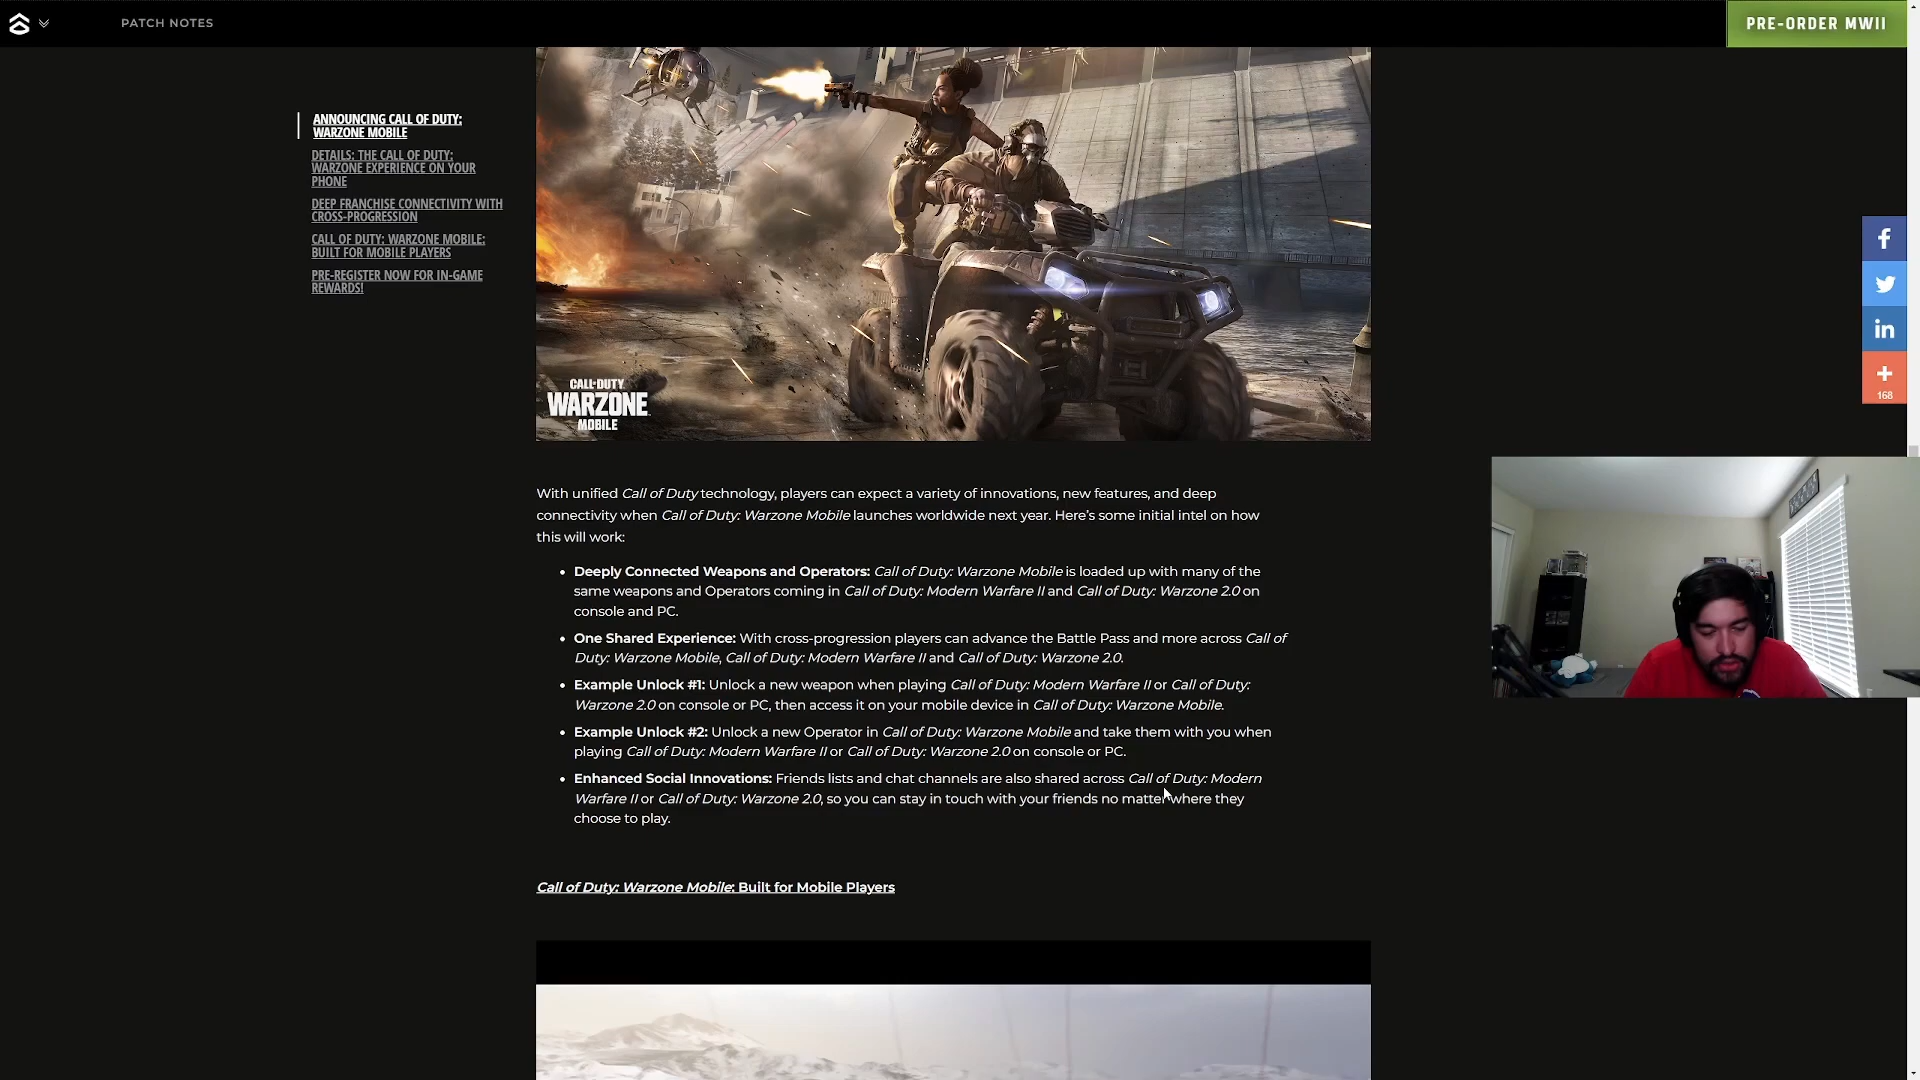 PATCH NOTES
PRE-ORDER MWII
ANNOUNCING CALL OF DUTY:
WARZONE MOBILE
DETAILS: THE CALL OF DUTY:
WARZONE EXPERIENCE ON YOUR
PHONE
DEEP FRANCHISE CONNECTIVITY WITH
CROSS-PROGRESSION
CALL OF DUTY: WARZONE MOBILE:
BUILT FOR MOBILE PLAYERS
PRE-REGISTER NOW FOR IN-GAME
REWARDS!
CALL OF DUTY
WARZONE
MOBILE
168
With unified Call of Duty technology, players can expect a variety of innovations, new features, and deep
connectivity when Call of Duty: Warzone Mobile launches worldwide next year. Here's some initial intel on how
this will work:
• Deeply Connected Weapons and Operators: Call of Duty: Warzone Mobile is loaded up with many of the
same weapons and Operators coming in Call of Duty: Modern Warfare II and Call of Duty: Warzone 2.0 on
console and PC.
• One Shared Experience: With cross-progression players can advance the Battle Pass and more across Call of
Duty: Warzone Mobile, Call of Duty: Modern Warfare II and Call of Duty: Warzone 2.0.
• Example Unlock #1: Unlock a new weapon when playing Call of Duty: Modern Warfare II or Call of Duty:
Warzone 2.0 on console or PC, then access it on your mobile device in Call of Duty: Warzone Mobile.
• Example Unlock #2: Unlock a new Operator in Call of Duty: Warzone Mobile and take them with you when
playing Call of Duty: Modern Warfare II or Call of Duty: Warzone 2.0 on console or PC.
• Enhanced Social Innovations: Friends lists and chat channels are also shared across Call of Duty: Modern
Warfare II or Call of Duty: Warzone 2.0, so you can stay in touch with your friends no matter where they
choose to play.
Call of Duty: Warzone Mobile: Built for Mobile Players